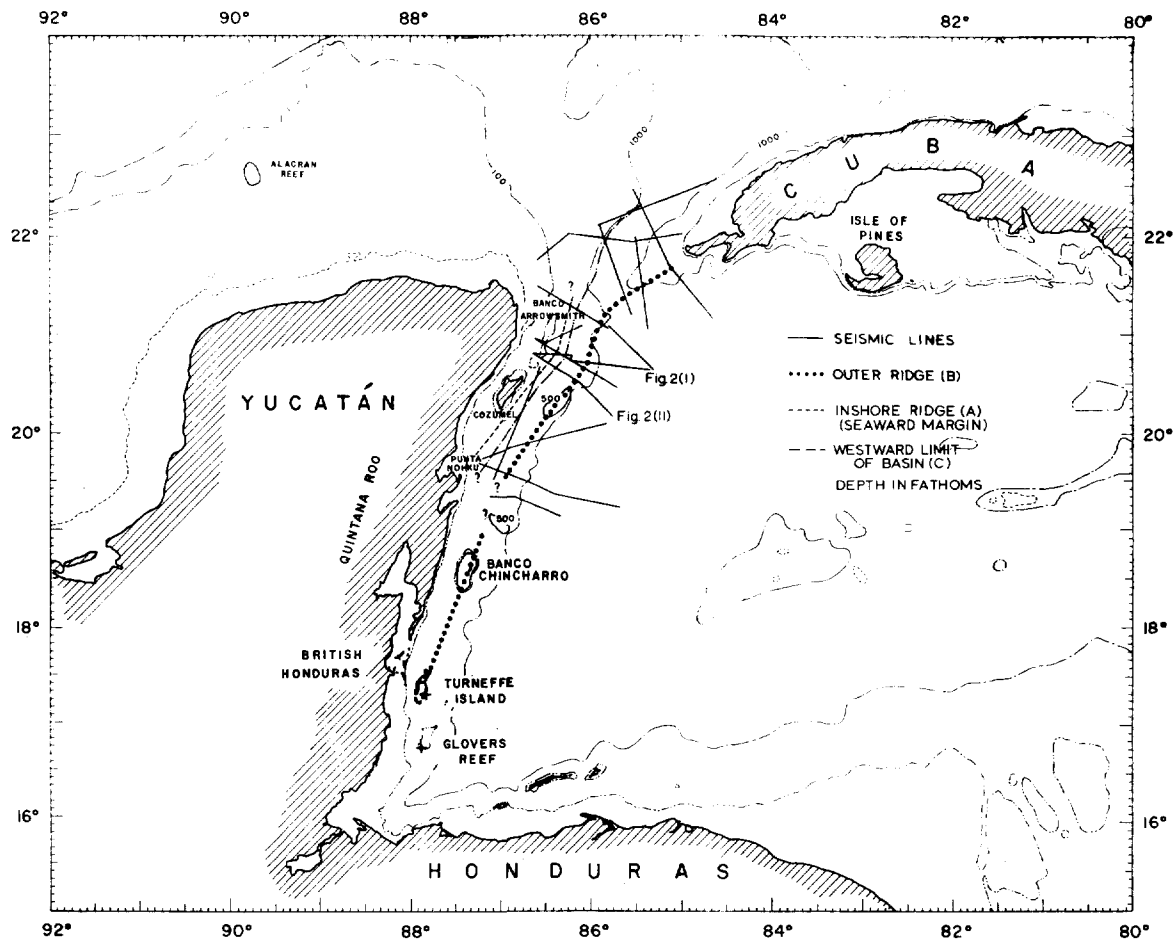 92° 90° 88° 86° 84° 82° 80°
1000
1000
100
ALACRAN
REEF
C U B A
ISLE OF
PINES
22° 22°
?
BANCO
ARROWSMITH
SEISMIC LINES
Fig.2(I)
OUTER RIDGE (B)
YUCATÁN
COZUMEL
500
Fig. 2(II)
INSHORE RIDGE (A)
(SEAWARD MARGIN)
20° 20°
WESTWARD LIMIT
OF BASIN (C)
PUNTA
NOHKU
?
?
DEPTH IN FATHOMS
QUINTANA ROO
?
500
BANCO
CHINCHARRO
18° 18°
BRITISH
HONDURAS
TURNEFFE
ISLAND
GLOVERS
REEF
16° 16°
HONDURAS
92° 90° 88° 86° 84° 82° 80°